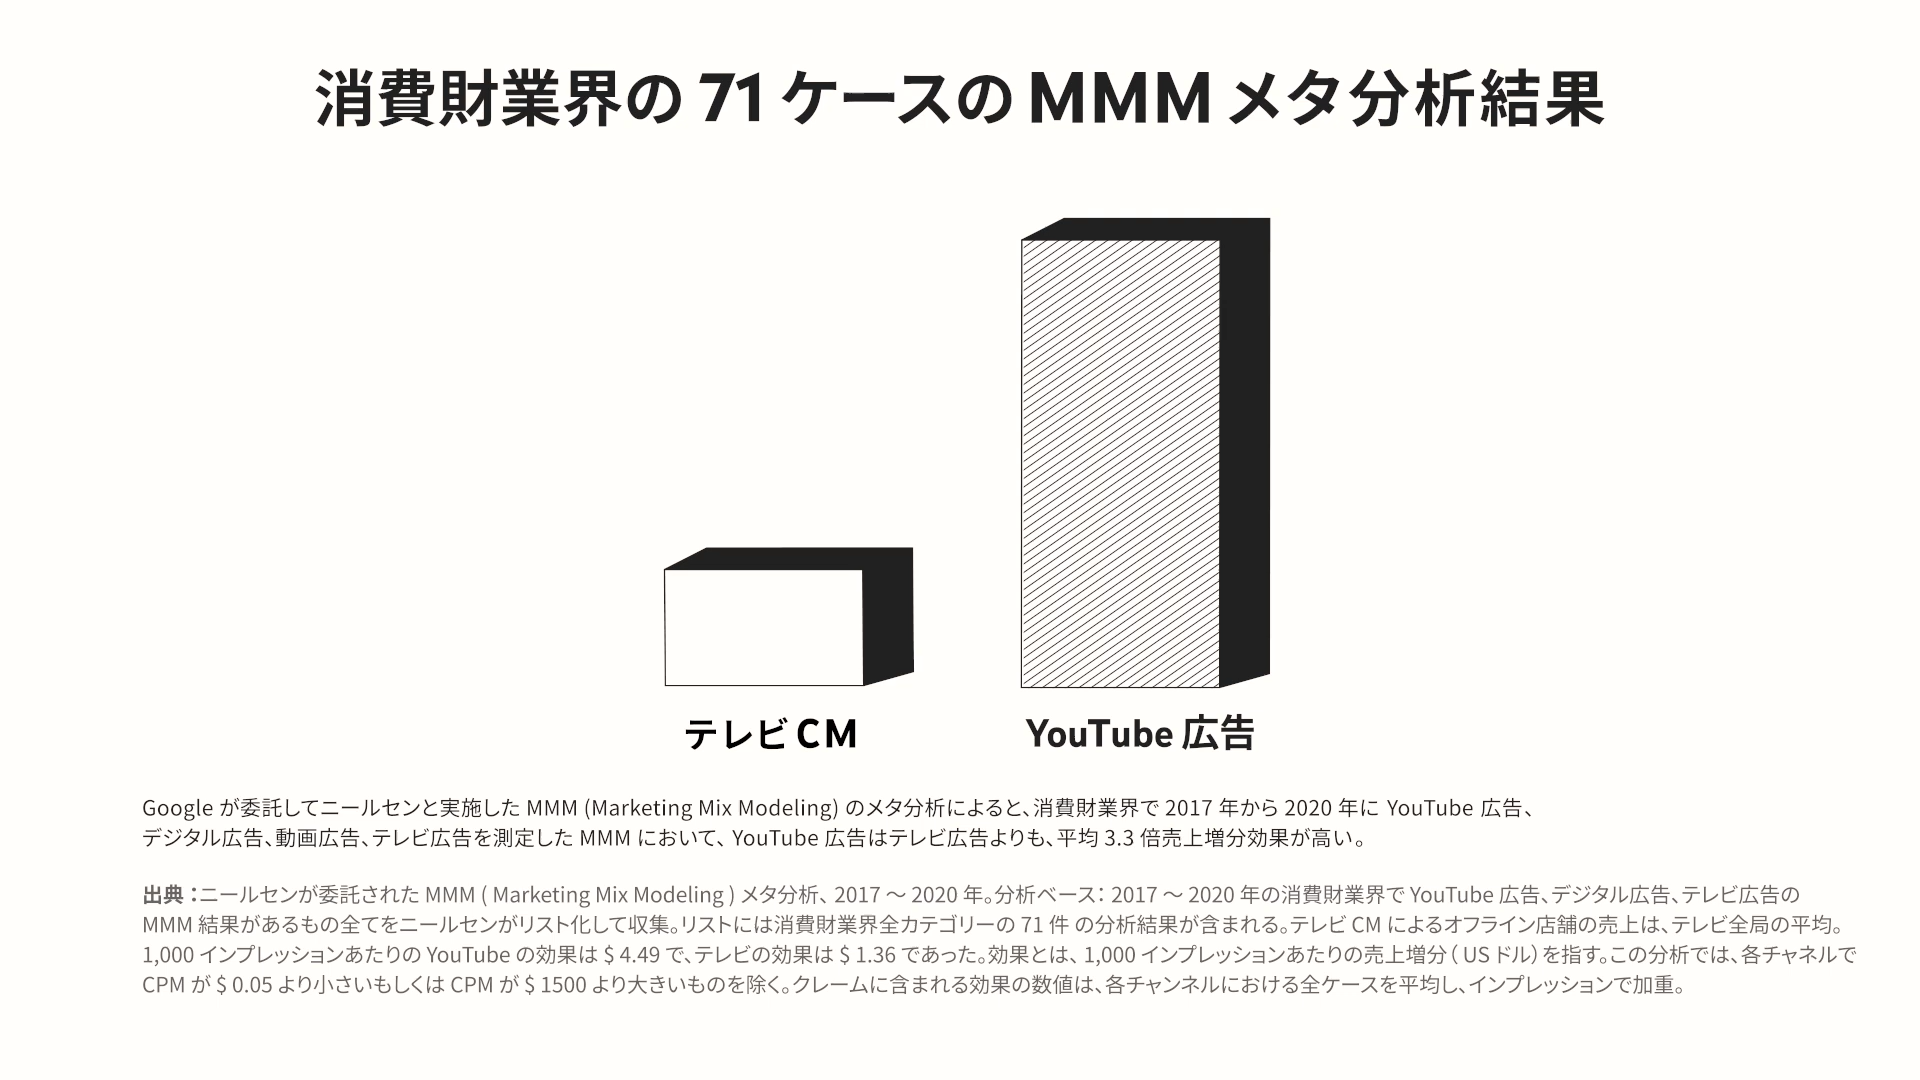 消費財業界の 71 ケースの MMM メタ分析結果
テレビ CM
YouTube 広告
Google が委託してニールセンと実施した MMM (Marketing Mix Modeling) のメタ分析によると、消費財業界で 2017 年から 2020 年に YouTube 広告、
デジタル広告、動画広告、テレビ広告を測定した MMM において、 YouTube 広告はテレビ広告よりも、平均 3.3 倍売上増分効果が高い。
出典：ニールセンが委託された MMM ( Marketing Mix Modeling ) メタ分析、 2017 〜 2020 年。分析ベース： 2017 〜 2020 年の消費財業界で YouTube 広告、デジタル広告、テレビ広告の
MMM 結果があるもの全てをニールセンがリスト化して収集。リストには消費財業界全カテゴリーの 71 件 の分析結果が含まれる。テレビ CM によるオフライン店舗の売上は、テレビ全局の平均。
1,000 インプレッションあたりの YouTube の効果は $ 4.49 で、テレビの効果は $ 1.36 であった。効果とは、 1,000 インプレッションあたりの売上増分（ US ドル）を指す。この分析では、各チャネルで
CPM が $ 0.05 より小さいもしくは CPM が $ 1500 より大きいものを除く。クレームに含まれる効果の数値は、各チャンネルにおける全ケースを平均し、インプレッションで加重。